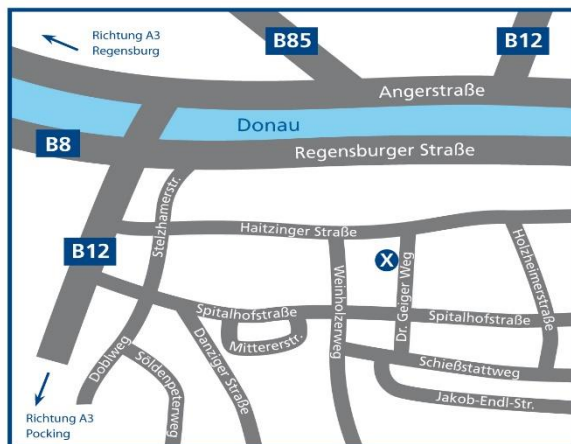 Richtung A3
Regensburg
B85
B12
Angerstraße
Donau
B8
Regensburger Straße
Stelzhamerstr.
Haitzinger Straße
B12
X
Weinholzerweg
Dr. Geiger Weg
Holzheimerstraße
Spitalhofstraße
Spitalhofstraße
Mittererstr.
Danziger Straße
Doblweg
Söldenpeterweg
Schießstattweg
Jakob-Endl-Str.
Richtung A3
Pocking